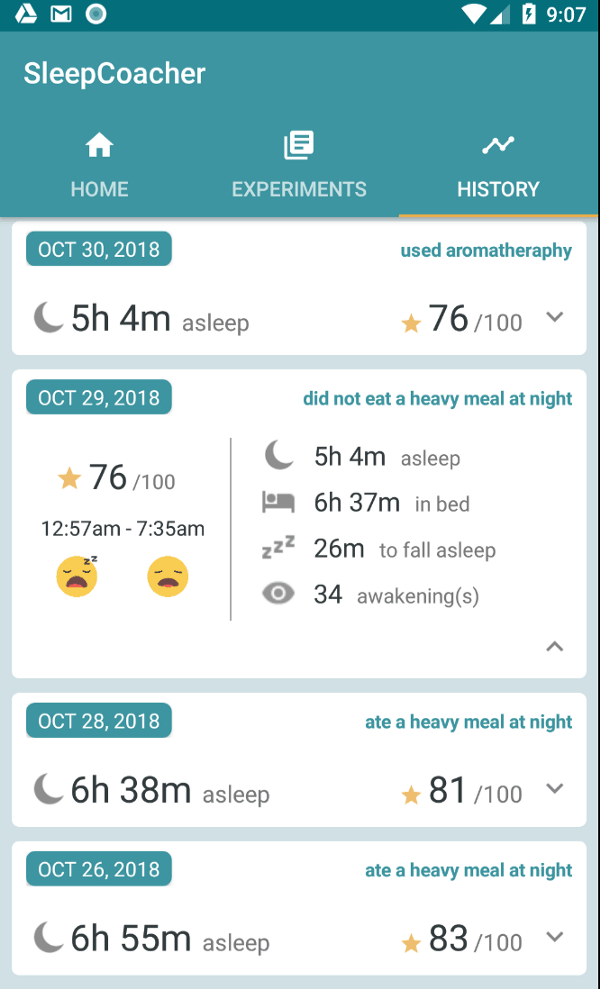 9:07
SleepCoacher
HOME EXPERIMENTS HISTORY
OCT 30, 2018 used aromatheraphy
5h 4m asleep 76 /100
OCT 29, 2018 did not eat a heavy meal at night
76 /100
12:57am - 7:35am
5h 4m asleep
6h 37m in bed
zzz 26m to fall asleep
34 awakening(s)
OCT 28, 2018 ate a heavy meal at night
6h 38m asleep 81 /100
OCT 26, 2018 ate a heavy meal at night
6h 55m asleep 83 /100